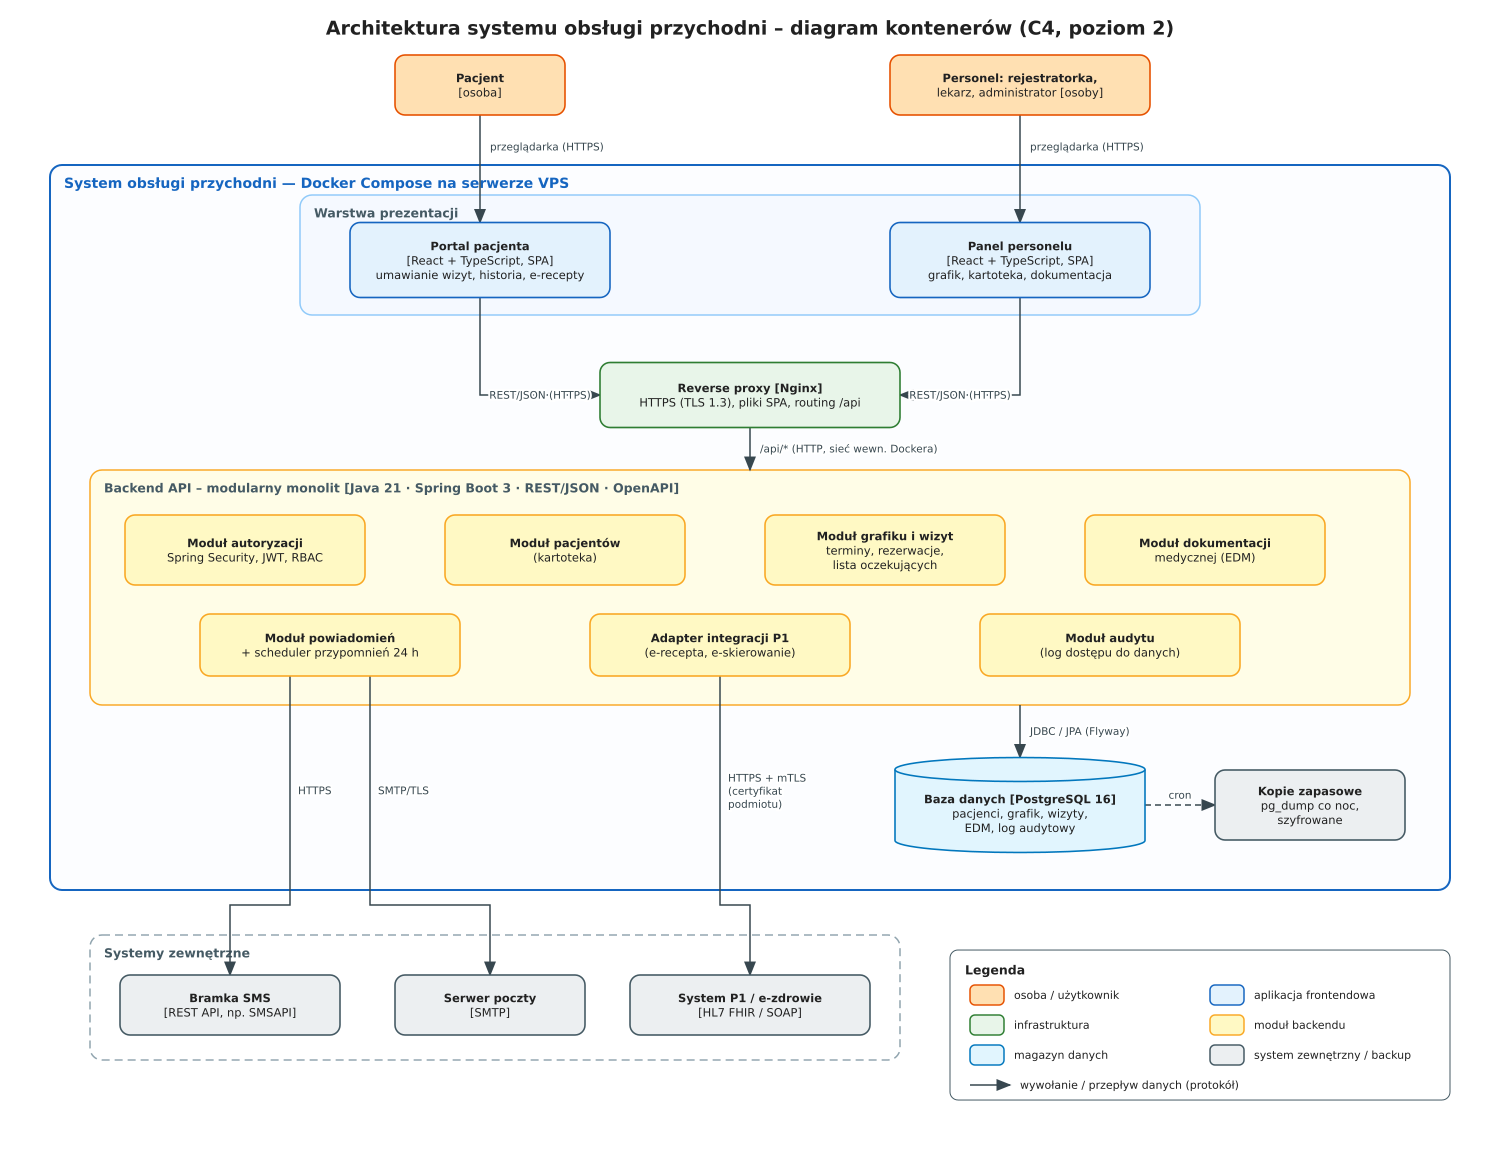 Architektura systemu obsługi przychodni – diagram kontenerów (C4, poziom 2)
Pacjent
[osoba]
Personel: rejestratorka,
lekarz, administrator [osoby]
przeglądarka (HTTPS)
przeglądarka (HTTPS)
System obsługi przychodni — Docker Compose na serwerze VPS
Warstwa prezentacji
Portal pacjenta
[React + TypeScript, SPA]
umawianie wizyt, historia, e-recepty
Panel personelu
[React + TypeScript, SPA]
grafik, kartoteka, dokumentacja
REST/JSON (HTTPS)
Reverse proxy [Nginx]
HTTPS (TLS 1.3), pliki SPA, routing /api
REST/JSON (HTTPS)
/api/* (HTTP, sieć wewn. Dockera)
Backend API – modularny monolit [Java 21 · Spring Boot 3 · REST/JSON · OpenAPI]
Moduł autoryzacji
Spring Security, JWT, RBAC
Moduł pacjentów
(kartoteka)
Moduł grafiku i wizyt
terminy, rezerwacje,
lista oczekujących
Moduł dokumentacji
medycznej (EDM)
Moduł powiadomień
+ scheduler przypomnień 24 h
Adapter integracji P1
(e-recepta, e-skierowanie)
Moduł audytu
(log dostępu do danych)
JDBC / JPA (Flyway)
HTTPS
SMTP/TLS
HTTPS + mTLS
(certyfikat
podmiotu)
Baza danych [PostgreSQL 16]
pacjenci, grafik, wizyty,
EDM, log audytowy
cron
Kopie zapasowe
pg_dump co noc,
szyfrowane
Systemy zewnętrzne
Bramka SMS
[REST API, np. SMSAPI]
Serwer poczty
[SMTP]
System P1 / e-zdrowie
[HL7 FHIR / SOAP]
Legenda
osoba / użytkownik
aplikacja frontendowa
infrastruktura
moduł backendu
magazyn danych
system zewnętrzny / backup
wywołanie / przepływ danych (protokół)